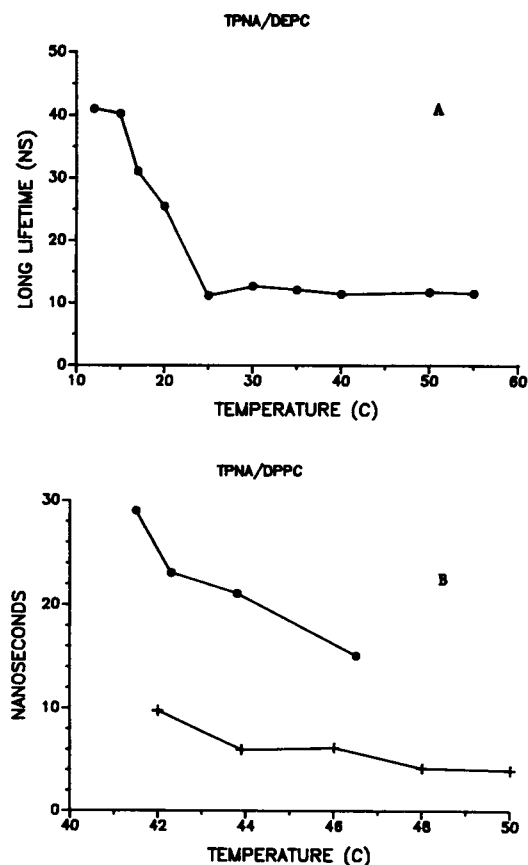 TPNA/DEPC
A
50
40
30
20
10
0
LONG LIFETIME (NS)
10 20 30 40 50 60
TEMPERATURE (C)
TPNA/DPPC
B
30
20
10
0
NANOSECONDS
40 42 44 46 48 50
TEMPERATURE (C)